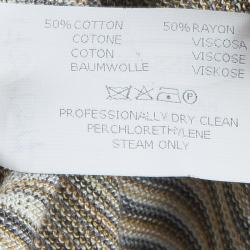 50% COTTON 50% RAYON
COTONE VISCOSA
COTON VISCOSE
BAUMWOLLE VISKOSE
P
PROFESSIONALLY DRY CLEAN
PERCHLORETHYLENE
STEAM ONLY